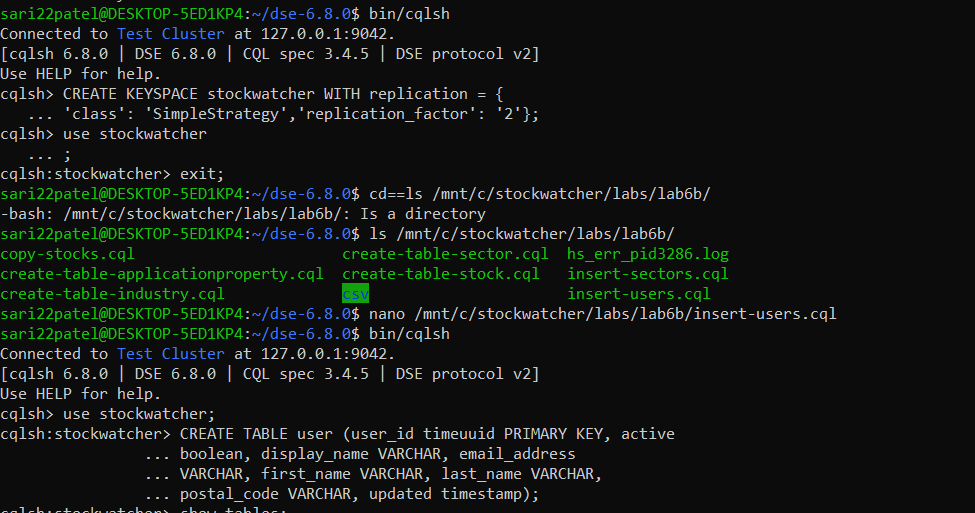 sari22patel@DESKTOP-5ED1KP4:~/dse-6.8.0$ bin/cqlsh
Connected to Test Cluster at 127.0.0.1:9042.
[cqlsh 6.8.0 | DSE 6.8.0 | CQL spec 3.4.5 | DSE protocol v2]
Use HELP for help.
cqlsh> CREATE KEYSPACE stockwatcher WITH replication = {
   ... 'class': 'SimpleStrategy','replication_factor': '2'};
cqlsh> use stockwatcher
   ... ;
cqlsh:stockwatcher> exit;
sari22patel@DESKTOP-5ED1KP4:~/dse-6.8.0$ cd==ls /mnt/c/stockwatcher/labs/lab6b/
-bash: /mnt/c/stockwatcher/labs/lab6b/: Is a directory
sari22patel@DESKTOP-5ED1KP4:~/dse-6.8.0$ ls /mnt/c/stockwatcher/labs/lab6b/
copy-stocks.cql                   create-table-sector.cql  hs_err_pid3286.log
create-table-applicationproperty.cql  create-table-stock.cql   insert-sectors.cql
create-table-industry.cql         csv                      insert-users.cql
sari22patel@DESKTOP-5ED1KP4:~/dse-6.8.0$ nano /mnt/c/stockwatcher/labs/lab6b/insert-users.cql
sari22patel@DESKTOP-5ED1KP4:~/dse-6.8.0$ bin/cqlsh
Connected to Test Cluster at 127.0.0.1:9042.
[cqlsh 6.8.0 | DSE 6.8.0 | CQL spec 3.4.5 | DSE protocol v2]
Use HELP for help.
cqlsh> use stockwatcher;
cqlsh:stockwatcher> CREATE TABLE user (user_id timeuuid PRIMARY KEY, active
                ... boolean, display_name VARCHAR, email_address
                ... VARCHAR, first_name VARCHAR, last_name VARCHAR,
                ... postal_code VARCHAR, updated timestamp);
cqlsh:stockwatcher> show tables;